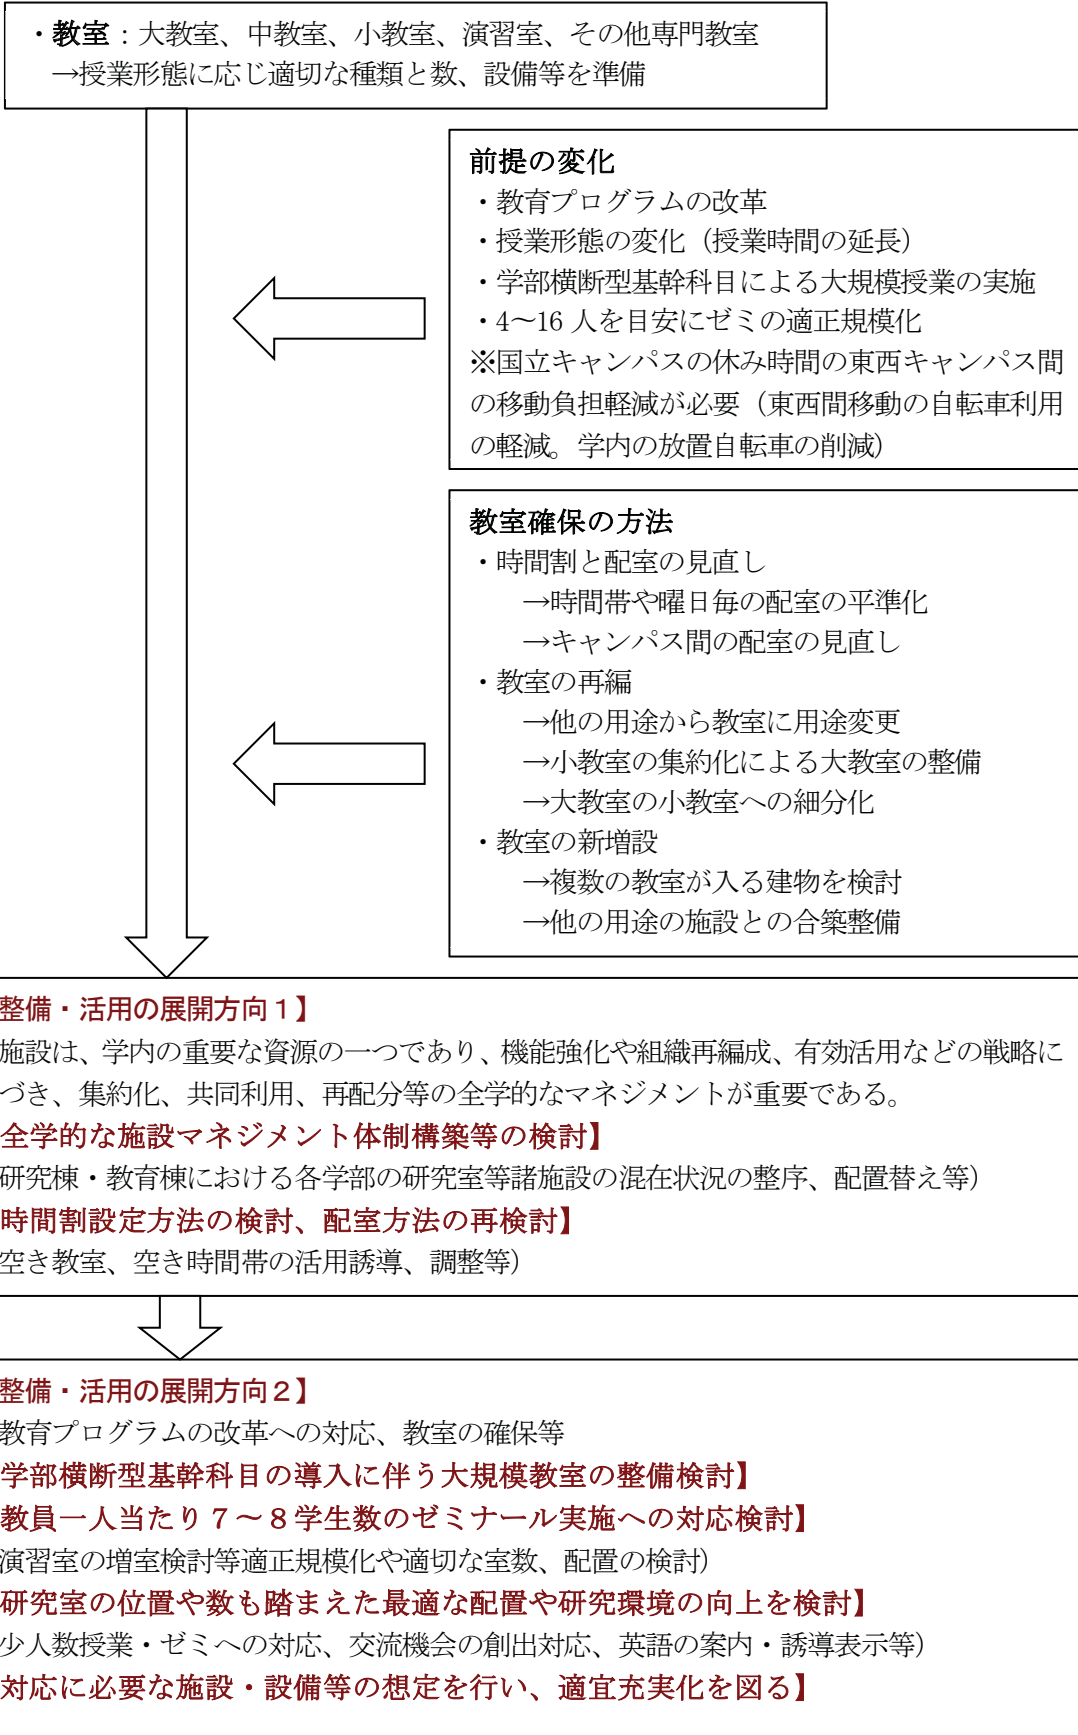 ・教室：大教室、中教室、小教室、演習室、その他専門教室
→授業形態に応じ適切な種類と数、設備等を準備
前提の変化
・教育プログラムの改革
・授業形態の変化（授業時間の延長）
・学部横断型基幹科目による大規模授業の実施
・4～16 人を目安にゼミの適正規模化
※国立キャンパスの休み時間の東西キャンパス間
の移動負担軽減が必要（東西間移動の自転車利用
の軽減。学内の放置自転車の削減）
教室確保の方法
・時間割と配室の見直し
→時間帯や曜日毎の配室の平準化
→キャンパス間の配室の見直し
・教室の再編
→他の用途から教室に用途変更
→小教室の集約化による大教室の整備
→大教室の小教室への細分化
・教室の新増設
→複数の教室が入る建物を検討
→他の用途の施設との合築整備
整備・活用の展開方向１】
施設は、学内の重要な資源の一つであり、機能強化や組織再編成、有効活用などの戦略に
づき、集約化、共同利用、再配分等の全学的なマネジメントが重要である。
全学的な施設マネジメント体制構築等の検討】
研究棟・教育棟における各学部の研究室等諸施設の混在状況の整序、配置替え等）
時間割設定方法の検討、配室方法の再検討】
空き教室、空き時間帯の活用誘導、調整等）
整備・活用の展開方向２】
教育プログラムの改革への対応、教室の確保等
学部横断型基幹科目の導入に伴う大規模教室の整備検討】
教員一人当たり７～８学生数のゼミナール実施への対応検討】
演習室の増室検討等適正規模化や適切な室数、配置の検討）
研究室の位置や数も踏まえた最適な配置や研究環境の向上を検討】
少人数授業・ゼミへの対応、交流機会の創出対応、英語の案内・誘導表示等）
対応に必要な施設・設備等の想定を行い、適宜充実化を図る】